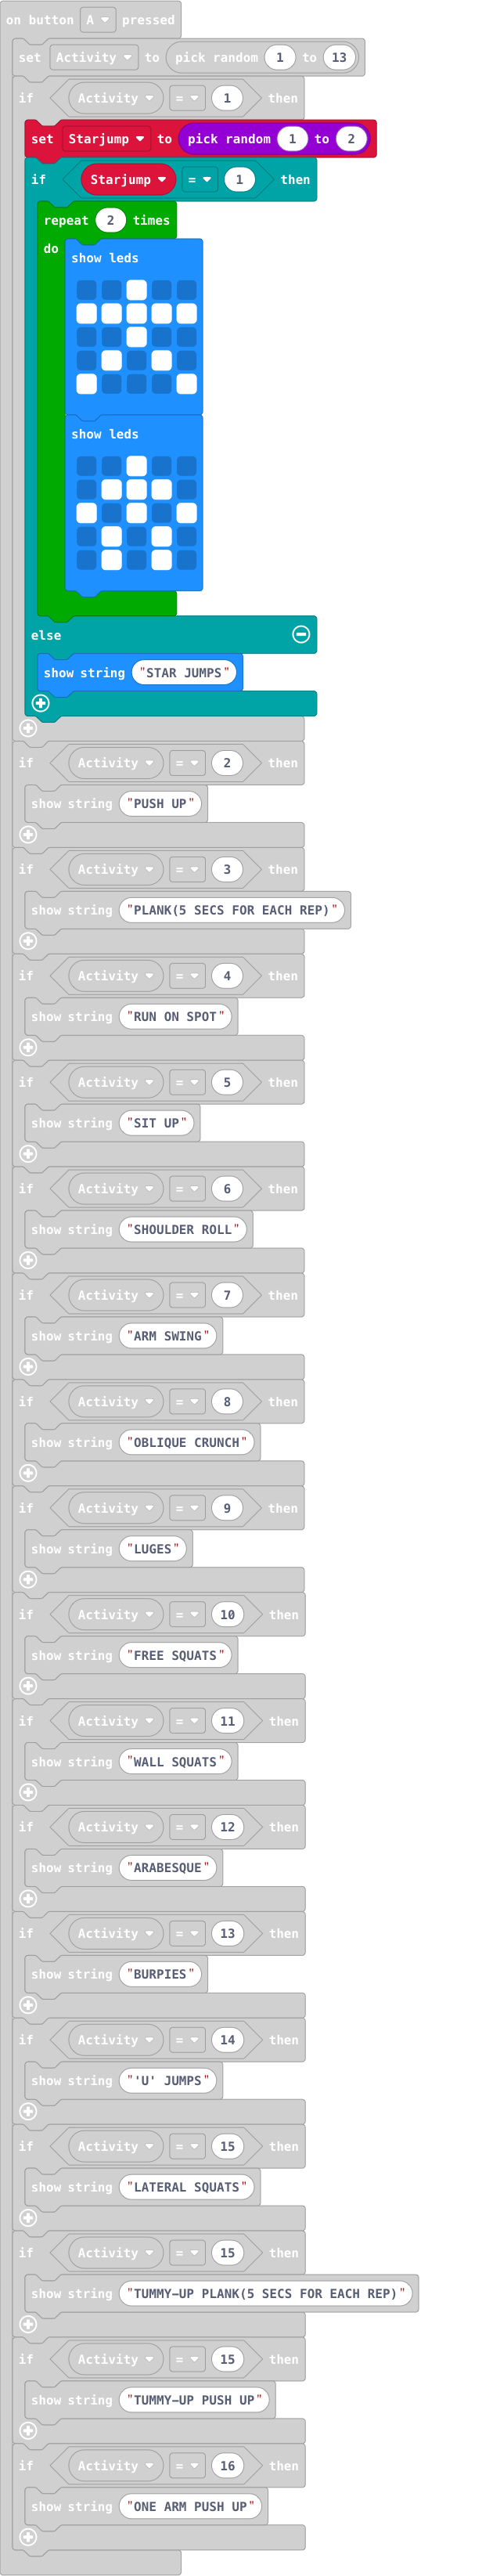 on button A pressed
set Activity to pick random 1 to 13
if Activity = 1 then
set Starjump to pick random 1 to 2
if Starjump = 1 then
repeat 2 times
do
show leds
show leds
else
show string "STAR JUMPS"
if Activity = 2 then
show string "PUSH UP"
if Activity = 3 then
show string "PLANK(5 SECS FOR EACH REP)"
if Activity = 4 then
show string "RUN ON SPOT"
if Activity = 5 then
show string "SIT UP"
if Activity = 6 then
show string "SHOULDER ROLL"
if Activity = 7 then
show string "ARM SWING"
if Activity = 8 then
show string "OBLIQUE CRUNCH"
if Activity = 9 then
show string "LUGES"
if Activity = 10 then
show string "FREE SQUATS"
if Activity = 11 then
show string "WALL SQUATS"
if Activity = 12 then
show string "ARABESQUE"
if Activity = 13 then
show string "BURPIES"
if Activity = 14 then
show string "'U' JUMPS"
if Activity = 15 then
show string "LATERAL SQUATS"
if Activity = 15 then
show string "TUMMY-UP PLANK(5 SECS FOR EACH REP)"
if Activity = 15 then
show string "TUMMY-UP PUSH UP"
if Activity = 16 then
show string "ONE ARM PUSH UP"